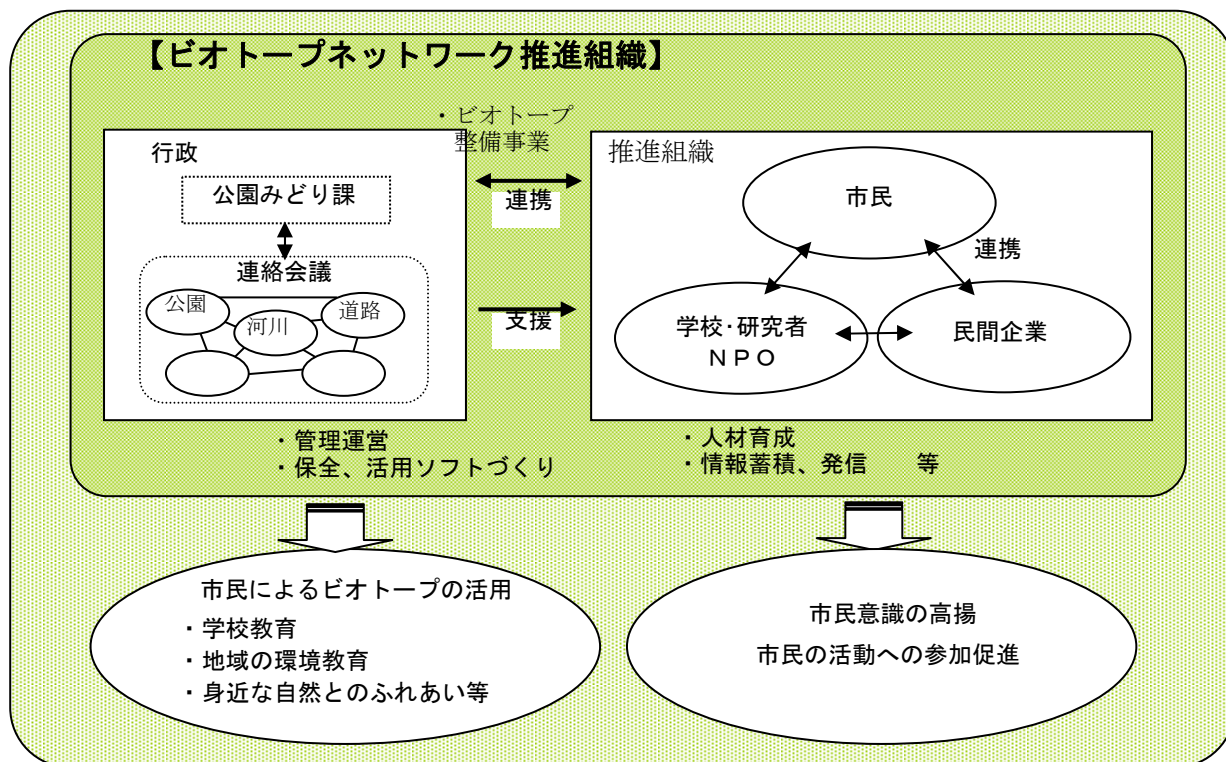 【ビオトープネットワーク推進組織】
・ビオトープ
整備事業
行政
公園みどり課
連絡会議
公園
河川
道路
連携
支援
推進組織
市民
連携
学校・研究者
ＮＰＯ
民間企業
・管理運営
・保全、活用ソフトづくり
・人材育成
・情報蓄積、発信　　等
市民によるビオトープの活用
・学校教育
・地域の環境教育
・身近な自然とのふれあい等
市民意識の高揚
市民の活動への参加促進